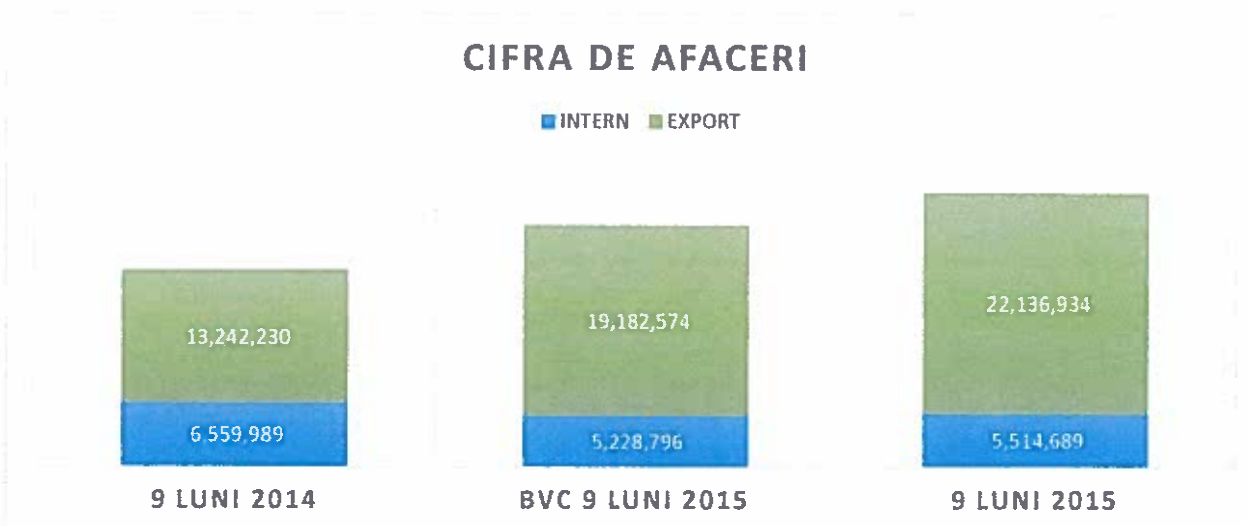 CIFRA DE AFACERI
INTERN EXPORT
22,136,934
19,182,574
13,242,230
6,559,989
5,228,796
5,514,689
9 LUNI 2014
BVC 9 LUNI 2015
9 LUNI 2015